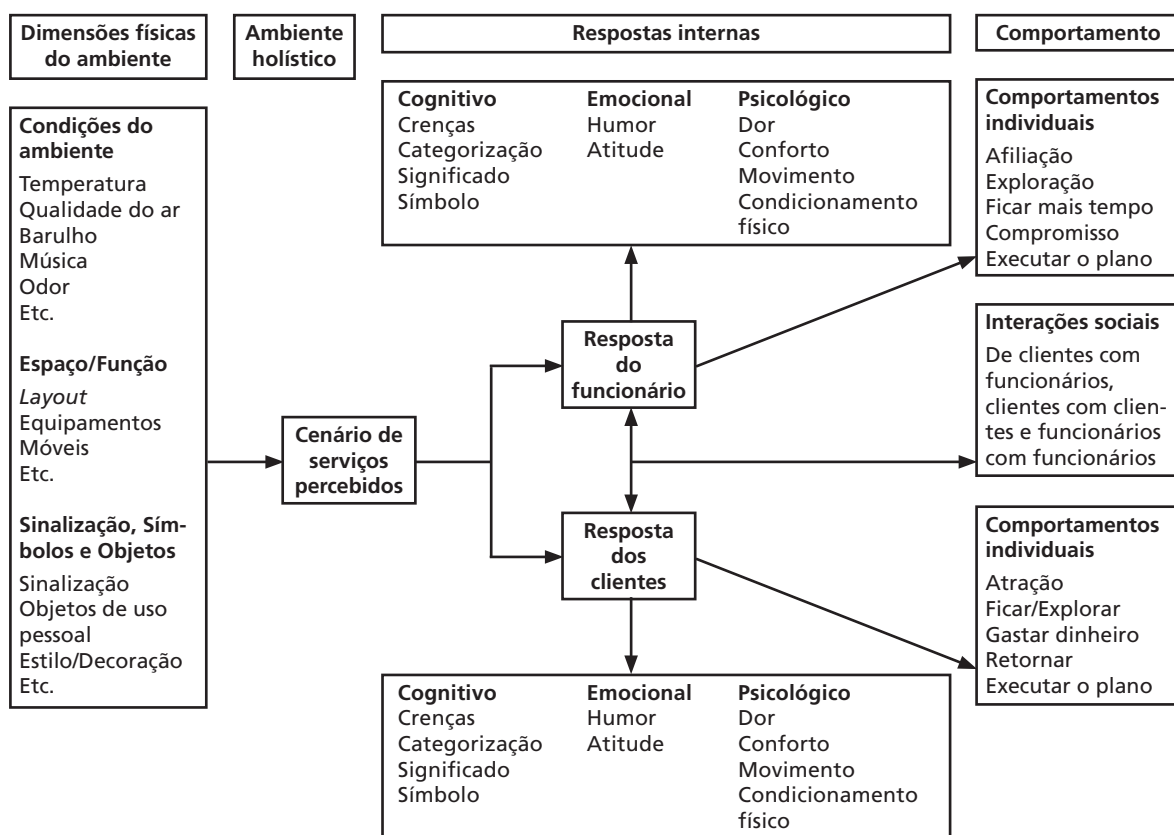 Dimensões físicas
do ambiente
Ambiente
holístico
Respostas internas
Comportamento
Condições do
ambiente
Temperatura
Qualidade do ar
Barulho
Música
Odor
Etc.
Espaço/Função
Layout
Equipamentos
Móveis
Etc.
Sinalização, Sím-
bolos e Objetos
Sinalização
Objetos de uso
pessoal
Estilo/Decoração
Etc.
Cenário de
serviços
percebidos
Cognitivo
Crenças
Categorização
Significado
Símbolo
Emocional
Humor
Atitude
Psicológico
Dor
Conforto
Movimento
Condicionamento
físico
Resposta
do
funcionário
Resposta
dos
clientes
Cognitivo
Crenças
Categorização
Significado
Símbolo
Emocional
Humor
Atitude
Psicológico
Dor
Conforto
Movimento
Condicionamento
físico
Comportamentos
individuais
Afiliação
Exploração
Ficar mais tempo
Compromisso
Executar o plano
Interações sociais
De clientes com
funcionários,
clientes com clien-
tes e funcionários
com funcionários
Comportamentos
individuais
Atração
Ficar/Explorar
Gastar dinheiro
Retornar
Executar o plano